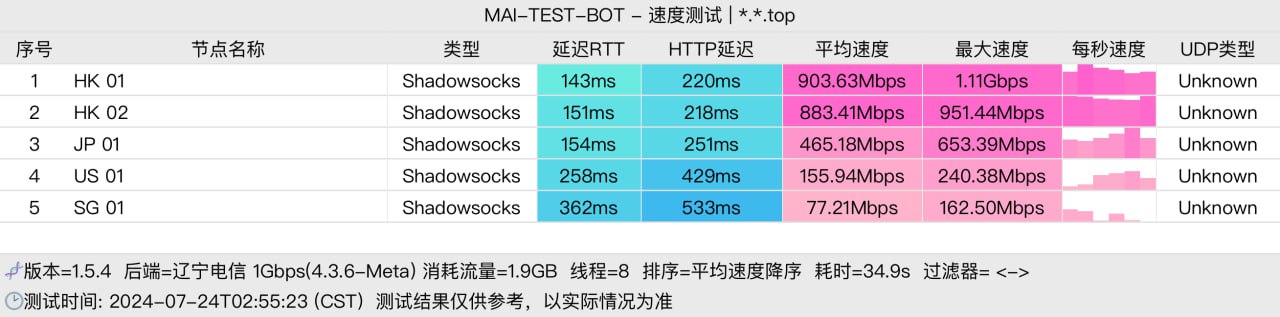 MAI-TEST-BOT - 速度测试 | *.*.top
序号 节点名称 类型 延迟RTT HTTP延迟 平均速度 最大速度 每秒速度 UDP类型
1 HK 01 Shadowsocks 143ms 220ms 903.63Mbps 1.11Gbps Unknown
2 HK 02 Shadowsocks 151ms 218ms 883.41Mbps 951.44Mbps Unknown
3 JP 01 Shadowsocks 154ms 251ms 465.18Mbps 653.39Mbps Unknown
4 US 01 Shadowsocks 258ms 429ms 155.94Mbps 240.38Mbps Unknown
5 SG 01 Shadowsocks 362ms 533ms 77.21Mbps 162.50Mbps Unknown
🧬版本=1.5.4 后端=辽宁电信 1Gbps(4.3.6-Meta) 消耗流量=1.9GB 线程=8 排序=平均速度降序 耗时=34.9s 过滤器= <->
🕒测试时间: 2024-07-24T02:55:23 (CST) 测试结果仅供参考，以实际情况为准